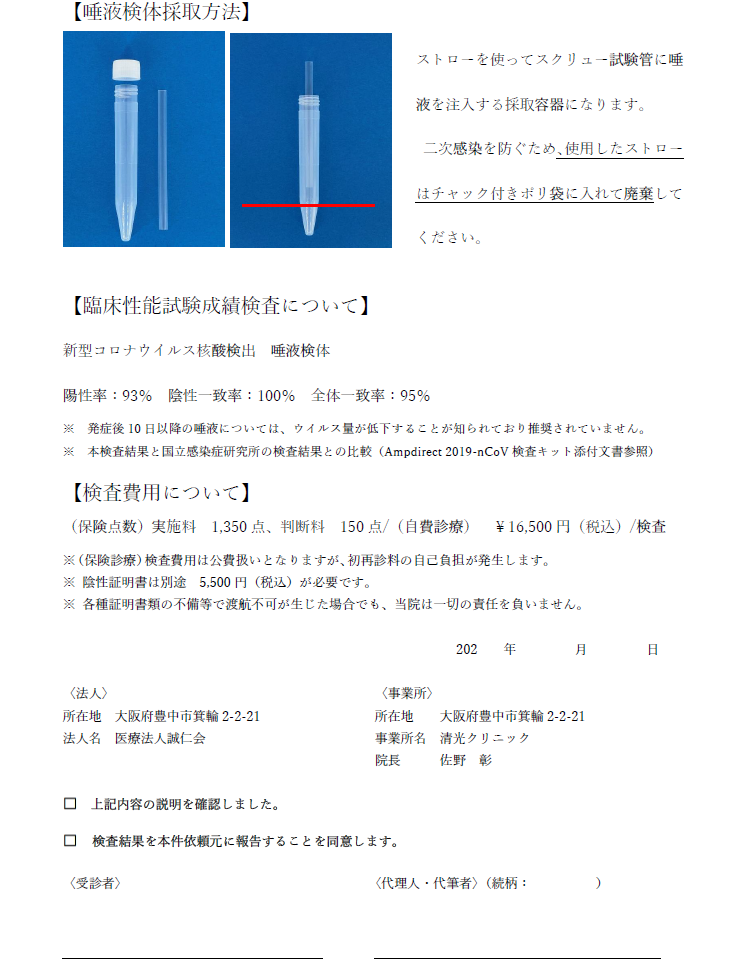 【唾液検体採取方法】
ストローを使ってスクリュー試験管に唾
液を注入する採取容器になります。
二次感染を防ぐため、使用したストロー
はチャック付きポリ袋に入れて廃棄して
ください。
【臨床性能試験成績検査について】
新型コロナウイルス核酸検出　唾液検体
陽性率：93%　陰性一致率：100%　全体一致率：95%
※　発症後 10 日以降の唾液については、ウイルス量が低下することが知られており推奨されていません。
※　本検査結果と国立感染症研究所の検査結果との比較（Ampdirect 2019-nCoV 検査キット添付文書参照）
【検査費用について】
（保険点数）実施料　1,350 点、判断料　150 点/（自費診療）　￥16,500 円（税込）/検査
※（保険診療）検査費用は公費扱いとなりますが、初再診料の自己負担が発生します。
※ 陰性証明書は別途　5,500 円（税込）が必要です。
※ 各種証明書類の不備等で渡航不可が生じた場合でも、当院は一切の責任を負いません。
202　　年　　　　月　　　　日
〈法人〉
所在地　大阪府豊中市箕輪 2-2-21
法人名　医療法人誠仁会
〈事業所〉
所在地　　大阪府豊中市箕輪 2-2-21
事業所名　清光クリニック
院長　　　佐野　彰
□　上記内容の説明を確認しました。
□　検査結果を本件依頼元に報告することを同意します。
〈受診者〉
〈代理人・代筆者〉（続柄：　　　　　）